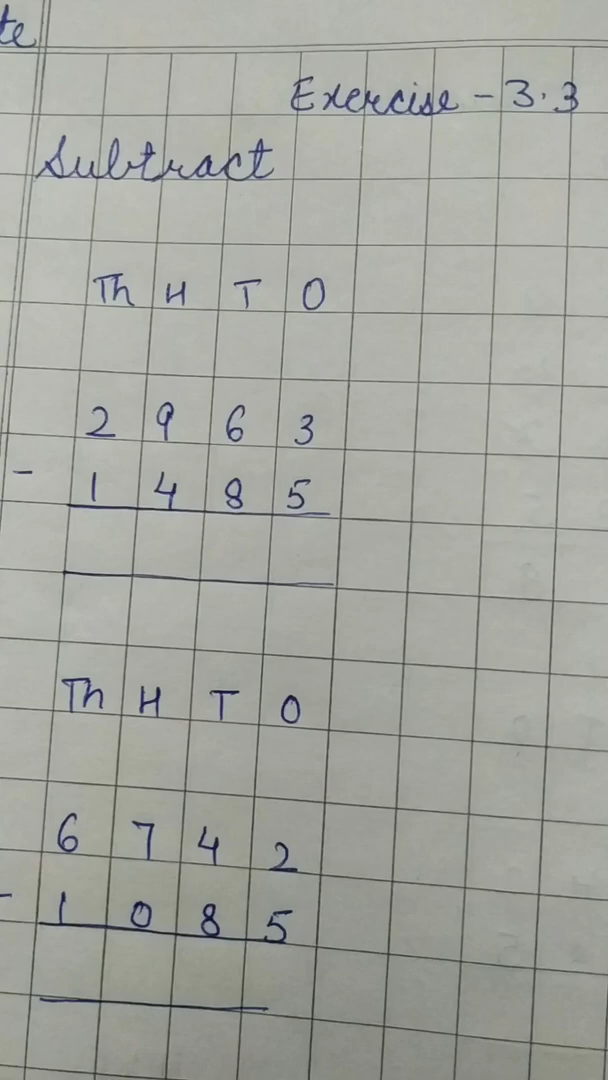 te
Exercise - 3.3
Subtract
Th H T O
2 9 6 3
- 1 4 8 5
Th H T O
6 7 4 2
- 1 0 8 5